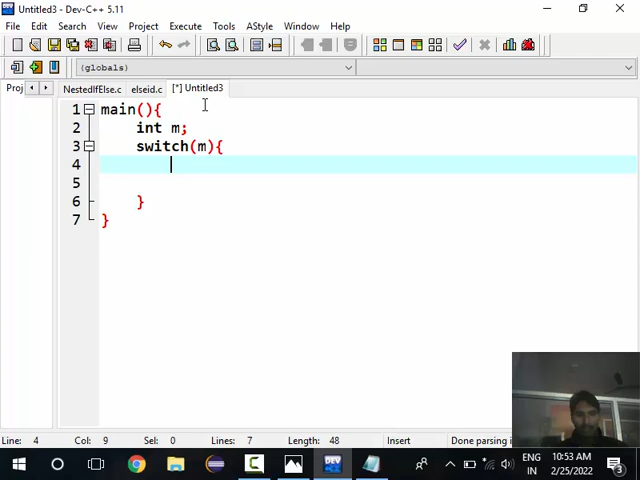 Untitled3 - Dev-C++ 5.11
File Edit Search View Project Execute Tools AStyle Window Help
(globals)
Proj NestedIfElse.c elseid.c [*] Untitled3
1 main(){
2 int m;
3 switch(m){
4
5
6 }
7 }
Line: 4 Col: 9 Sel: 0 Lines: 7 Length: 48 Insert Done parsing i
DEV ENG 10:53 AM
IN 2/25/2022